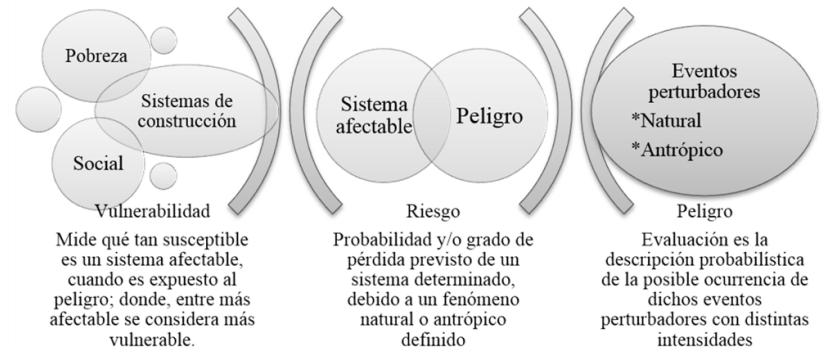 Pobreza
Sistemas de
construcción
Social
Vulnerabilidad
Mide qué tan susceptible
es un sistema afectable,
cuando es expuesto al
peligro; donde, entre más
afectable se considera más
vulnerable.
Sistema
afectable
Peligro
Riesgo
Probabilidad y/o grado de
pérdida previsto de un
sistema determinado,
debido a un fenómeno
natural o antrópico
definido
Eventos
perturbadores
*Natural
*Antrópico
Peligro
Evaluación es la
descripción probabilística
de la posible ocurrencia de
dichos eventos
perturbadores con distintas
intensidades